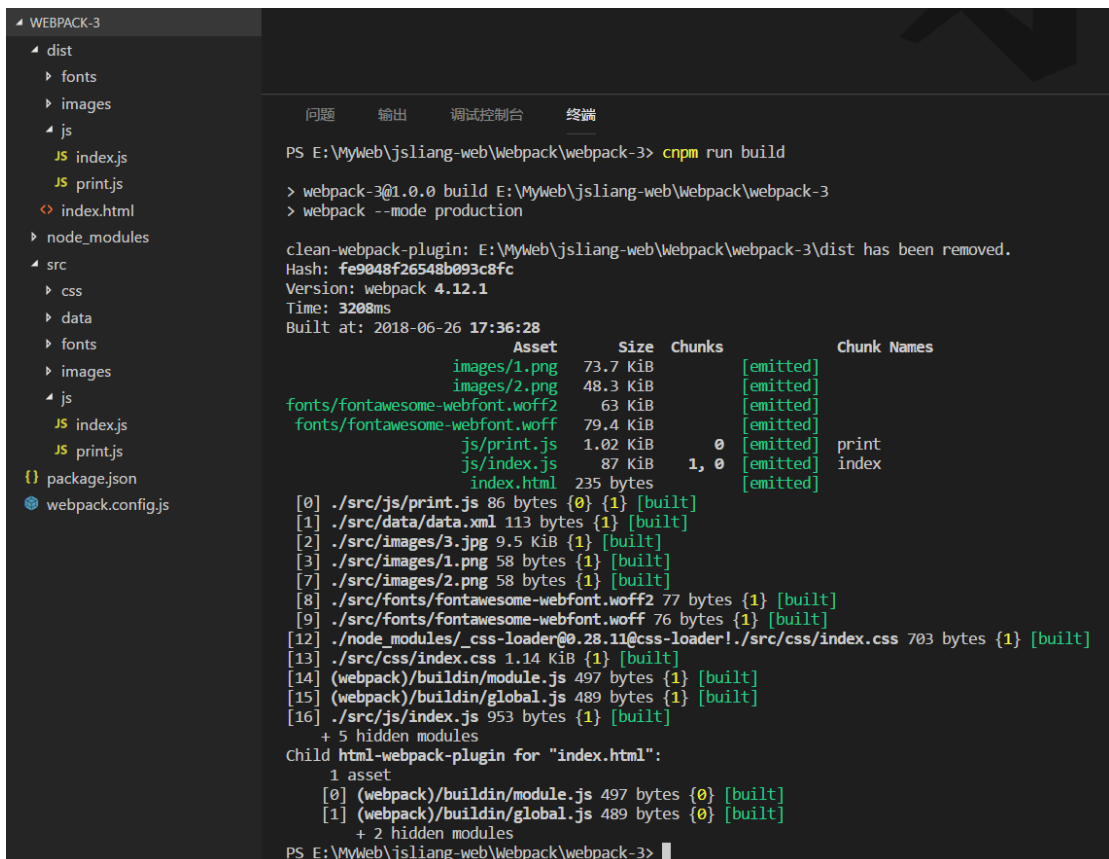 WEBPACK-3
dist
fonts
images
js
JS index.js
JS print.js
<> index.html
node_modules
src
css
data
fonts
images
js
JS index.js
JS print.js
{} package.json
webpack.config.js
问题 输出 调试控制台 终端
PS E:\MyWeb\jsliang-web\Webpack\webpack-3> cnpm run build
> webpack-3@1.0.0 build E:\MyWeb\jsliang-web\Webpack\webpack-3
> webpack --mode production
clean-webpack-plugin: E:\MyWeb\jsliang-web\Webpack\webpack-3\dist has been removed.
Hash: fe9048f26548b093c8fc
Version: webpack 4.12.1
Time: 3208ms
Built at: 2018-06-26 17:36:28
Asset Size Chunks Chunk Names
images/1.png 73.7 KiB [emitted]
images/2.png 48.3 KiB [emitted]
fonts/fontawesome-webfont.woff2 63 KiB [emitted]
fonts/fontawesome-webfont.woff 79.4 KiB [emitted]
js/print.js 1.02 KiB 0 [emitted] print
js/index.js 87 KiB 1, 0 [emitted] index
index.html 235 bytes [emitted]
[0] ./src/js/print.js 86 bytes {0} {1} [built]
[1] ./src/data/data.xml 113 bytes {1} [built]
[2] ./src/images/3.jpg 9.5 KiB {1} [built]
[3] ./src/images/1.png 58 bytes {1} [built]
[7] ./src/images/2.png 58 bytes {1} [built]
[8] ./src/fonts/fontawesome-webfont.woff2 77 bytes {1} [built]
[9] ./src/fonts/fontawesome-webfont.woff 76 bytes {1} [built]
[12] ./node_modules/_css-loader@0.28.11@css-loader!./src/css/index.css 703 bytes {1} [built]
[13] ./src/css/index.css 1.14 KiB {1} [built]
[14] (webpack)/buildin/module.js 497 bytes {1} [built]
[15] (webpack)/buildin/global.js 489 bytes {1} [built]
[16] ./src/js/index.js 953 bytes {1} [built]
+ 5 hidden modules
Child html-webpack-plugin for "index.html":
1 asset
[0] (webpack)/buildin/module.js 497 bytes {0} [built]
[1] (webpack)/buildin/global.js 489 bytes {0} [built]
+ 2 hidden modules
PS E:\MyWeb\jsliang-web\Webpack\webpack-3>